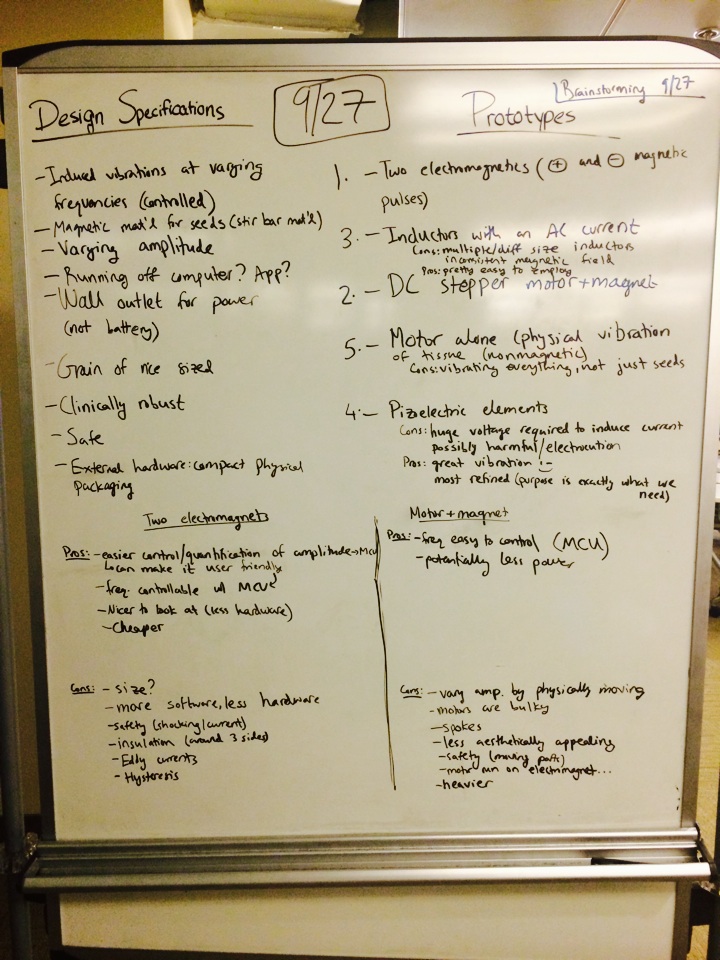 Brainstorming 9/27
9/27
Design Specifications
- Induced vibrations at varying
frequencies (controlled)
- Magnetic mat'l for seeds (stir bar mat'l)
- Varying amplitude
- Running off computer? App?
- Wall outlet for power
(not battery)
- Grain of rice sized
- Clinically robust
- Safe
- External hardware: compact physical
packaging
Prototypes
1. - Two electromagnetics (+ and - magnetic
pulses)
3. - Inductors with an AC current
Cons: multiple/diff size inductors
inconsistent magnetic field
Pros: pretty easy to employ
2. - DC stepper motor + magnet
5. - Motor alone (physical vibration
of tissue (nonmagnetic)
Cons: vibrating everything, not just seeds
4. - Pizoelectric elements
Cons: huge voltage required to induce current
possibly harmful/electrocution
Pros: great vibration :-
most refined (purpose is exactly what we
need)
Two electromagnets
Pros: - easier control/quantification of amplitude → MCU
↳ can make it user friendly
- freq. controllable w/ MCU
- Nicer to look at (less hardware)
- Cheaper
Cons: - size?
- more software, less hardware
- safety (shocking/current)
- insulation (around 3 sides)
- Eddy currents
- Hysteresis
Motor + magnet
Pros: - freq easy to control (MCU)
- potentially less power
Cons: - vary amp. by physically moving
- motors are bulky
- spokes
- less aesthetically appealing
- safety (moving parts)
- motor run on electromagnet...
- heavier